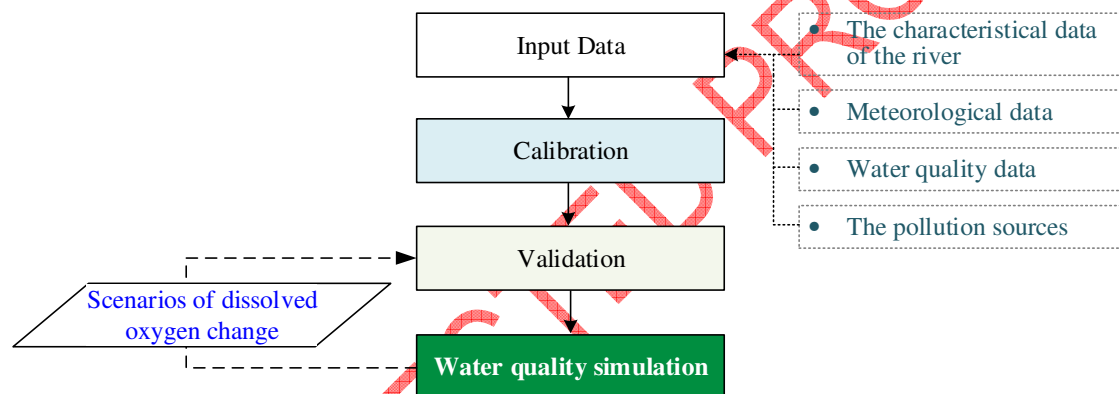 Input Data
• The characteristical data
of the river
Calibration
• Meteorological data
• Water quality data
Validation
• The pollution sources
Scenarios of dissolved
oxygen change
Water quality simulation